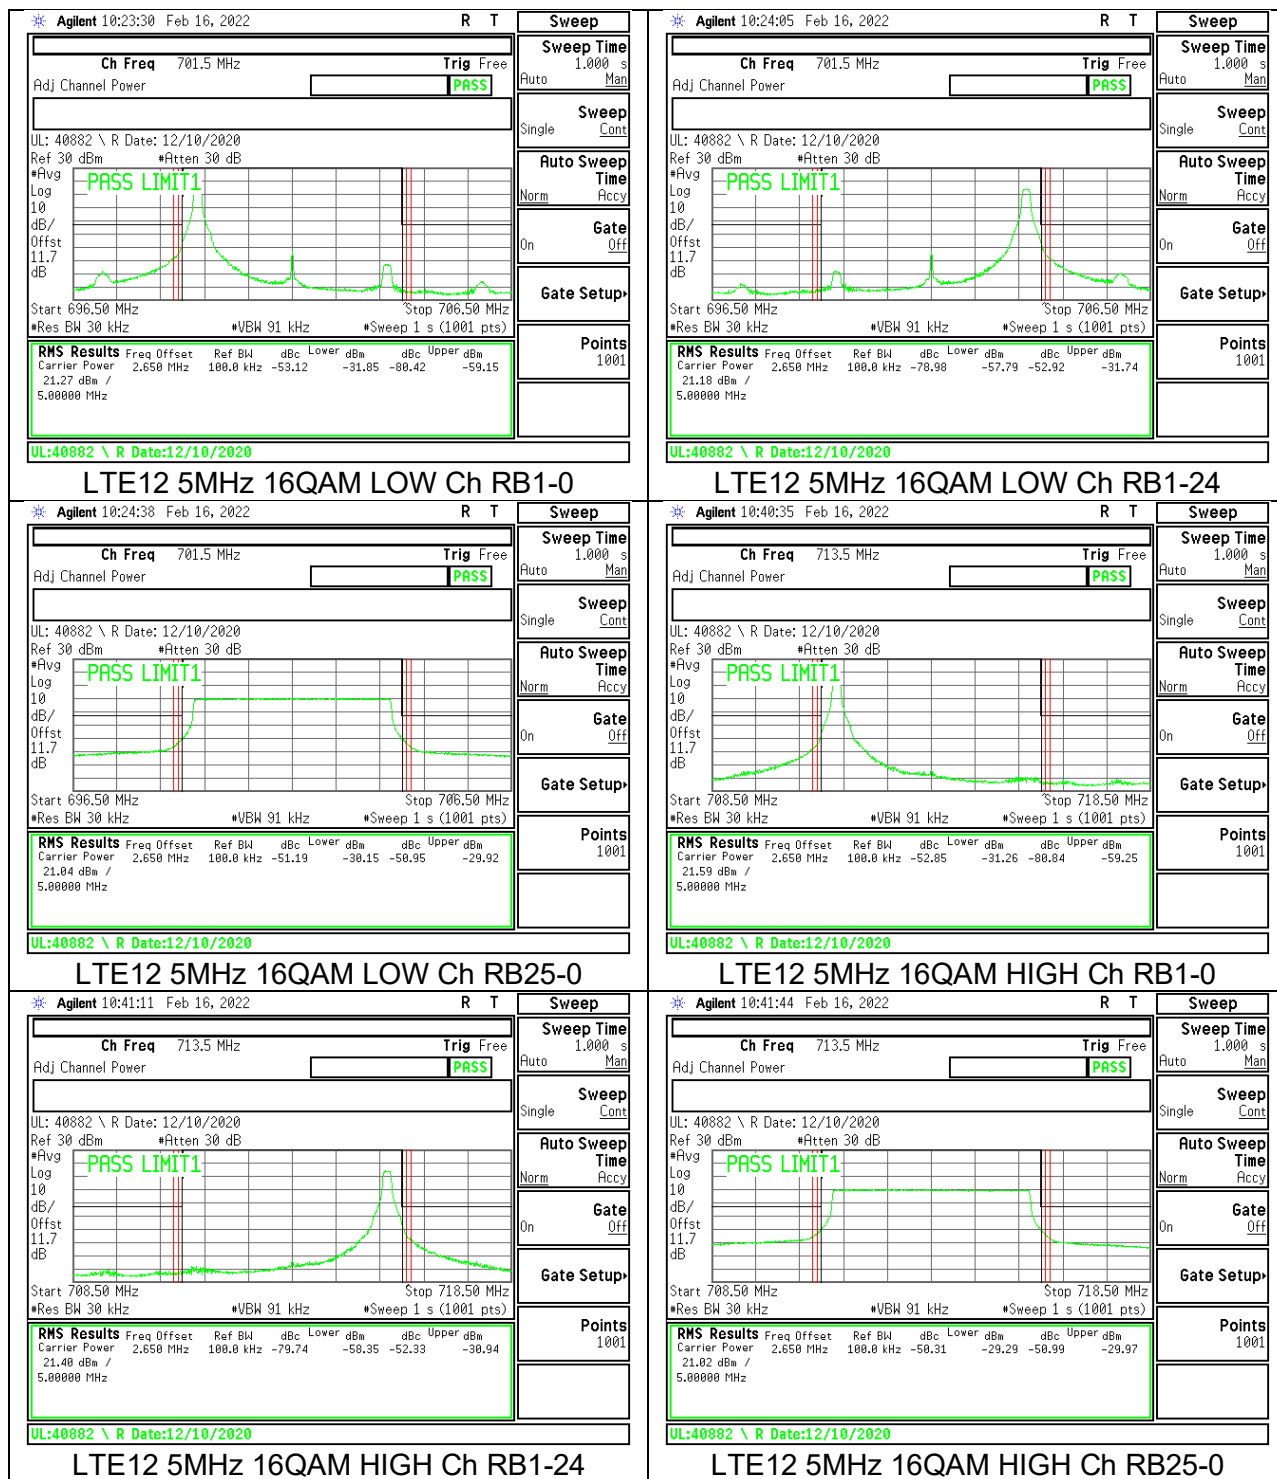 Agilent 10:23:30 Feb 16, 2022 R T Sweep
Ch Freq 701.5 MHz Trig Free
Adj Channel Power PASS
UL: 40882 \ R Date: 12/10/2020
Ref 30 dBm #Atten 30 dB
#Avg
Log
10
dB/
Offst
11.7
dB
PASS LIMIT1
Start 696.50 MHz Stop 706.50 MHz
#Res BW 30 kHz #VBW 91 kHz #Sweep 1 s (1001 pts)
RMS Results Freq Offset Ref BW dBc Lower dBm dBc Upper dBm
Carrier Power 2.650 MHz 100.0 kHz -53.12 -31.85 -80.42 -59.15
21.27 dBm /
5.00000 MHz
UL:40882 \ R Date:12/10/2020
Sweep Time
1.000 s
Auto Man
Sweep
Single Cont
Auto Sweep
Time
Norm Accy
Gate
On Off
Gate Setup
Points
1001
LTE12 5MHz 16QAM LOW Ch RB1-0
Agilent 10:24:05 Feb 16, 2022 R T Sweep
Ch Freq 701.5 MHz Trig Free
Adj Channel Power PASS
UL: 40882 \ R Date: 12/10/2020
Ref 30 dBm #Atten 30 dB
#Avg
Log
10
dB/
Offst
11.7
dB
PASS LIMIT1
Start 696.50 MHz Stop 706.50 MHz
#Res BW 30 kHz #VBW 91 kHz #Sweep 1 s (1001 pts)
RMS Results Freq Offset Ref BW dBc Lower dBm dBc Upper dBm
Carrier Power 2.650 MHz 100.0 kHz -78.98 -57.79 -52.92 -31.74
21.18 dBm /
5.00000 MHz
UL:40882 \ R Date:12/10/2020
Sweep Time
1.000 s
Auto Man
Sweep
Single Cont
Auto Sweep
Time
Norm Accy
Gate
On Off
Gate Setup
Points
1001
LTE12 5MHz 16QAM LOW Ch RB1-24
Agilent 10:24:38 Feb 16, 2022 R T Sweep
Ch Freq 701.5 MHz Trig Free
Adj Channel Power PASS
UL: 40882 \ R Date: 12/10/2020
Ref 30 dBm #Atten 30 dB
#Avg
Log
10
dB/
Offst
11.7
dB
PASS LIMIT1
Start 696.50 MHz Stop 706.50 MHz
#Res BW 30 kHz #VBW 91 kHz #Sweep 1 s (1001 pts)
RMS Results Freq Offset Ref BW dBc Lower dBm dBc Upper dBm
Carrier Power 2.650 MHz 100.0 kHz -51.19 -30.15 -50.95 -29.92
21.04 dBm /
5.00000 MHz
UL:40882 \ R Date:12/10/2020
Sweep Time
1.000 s
Auto Man
Sweep
Single Cont
Auto Sweep
Time
Norm Accy
Gate
On Off
Gate Setup
Points
1001
LTE12 5MHz 16QAM LOW Ch RB25-0
Agilent 10:40:35 Feb 16, 2022 R T Sweep
Ch Freq 713.5 MHz Trig Free
Adj Channel Power PASS
UL: 40882 \ R Date: 12/10/2020
Ref 30 dBm #Atten 30 dB
#Avg
Log
10
dB/
Offst
11.7
dB
PASS LIMIT1
Start 708.50 MHz Stop 718.50 MHz
#Res BW 30 kHz #VBW 91 kHz #Sweep 1 s (1001 pts)
RMS Results Freq Offset Ref BW dBc Lower dBm dBc Upper dBm
Carrier Power 2.650 MHz 100.0 kHz -52.85 -31.26 -80.84 -59.25
21.59 dBm /
5.00000 MHz
UL:40882 \ R Date:12/10/2020
Sweep Time
1.000 s
Auto Man
Sweep
Single Cont
Auto Sweep
Time
Norm Accy
Gate
On Off
Gate Setup
Points
1001
LTE12 5MHz 16QAM HIGH Ch RB1-0
Agilent 10:41:11 Feb 16, 2022 R T Sweep
Ch Freq 713.5 MHz Trig Free
Adj Channel Power PASS
UL: 40882 \ R Date: 12/10/2020
Ref 30 dBm #Atten 30 dB
#Avg
Log
10
dB/
Offst
11.7
dB
PASS LIMIT1
Start 708.50 MHz Stop 718.50 MHz
#Res BW 30 kHz #VBW 91 kHz #Sweep 1 s (1001 pts)
RMS Results Freq Offset Ref BW dBc Lower dBm dBc Upper dBm
Carrier Power 2.650 MHz 100.0 kHz -79.74 -58.35 -52.33 -30.94
21.40 dBm /
5.00000 MHz
UL:40882 \ R Date:12/10/2020
Sweep Time
1.000 s
Auto Man
Sweep
Single Cont
Auto Sweep
Time
Norm Accy
Gate
On Off
Gate Setup
Points
1001
LTE12 5MHz 16QAM HIGH Ch RB1-24
Agilent 10:41:44 Feb 16, 2022 R T Sweep
Ch Freq 713.5 MHz Trig Free
Adj Channel Power PASS
UL: 40882 \ R Date: 12/10/2020
Ref 30 dBm #Atten 30 dB
#Avg
Log
10
dB/
Offst
11.7
dB
PASS LIMIT1
Start 708.50 MHz Stop 718.50 MHz
#Res BW 30 kHz #VBW 91 kHz #Sweep 1 s (1001 pts)
RMS Results Freq Offset Ref BW dBc Lower dBm dBc Upper dBm
Carrier Power 2.650 MHz 100.0 kHz -50.31 -29.29 -50.99 -29.97
21.02 dBm /
5.00000 MHz
UL:40882 \ R Date:12/10/2020
Sweep Time
1.000 s
Auto Man
Sweep
Single Cont
Auto Sweep
Time
Norm Accy
Gate
On Off
Gate Setup
Points
1001
LTE12 5MHz 16QAM HIGH Ch RB25-0